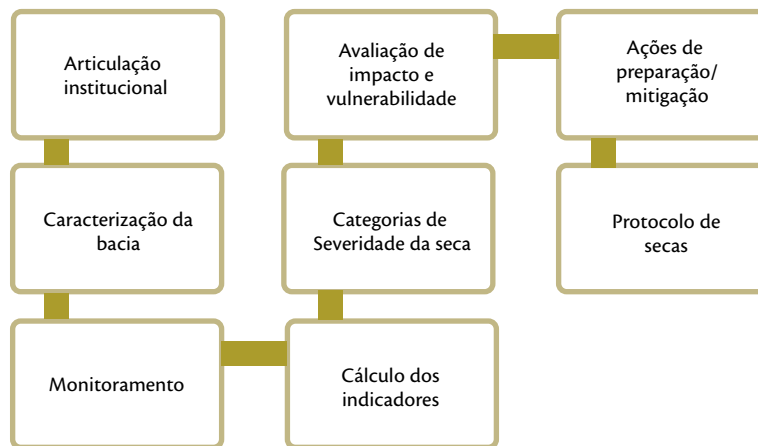 Articulação
institucional
Caracterização da
bacia
Monitoramento
Cálculo dos
indicadores
Categorias de
Severidade da seca
Avaliação de
impacto e
vulnerabilidade
Ações de
preparação/
mitigação
Protocolo de
secas